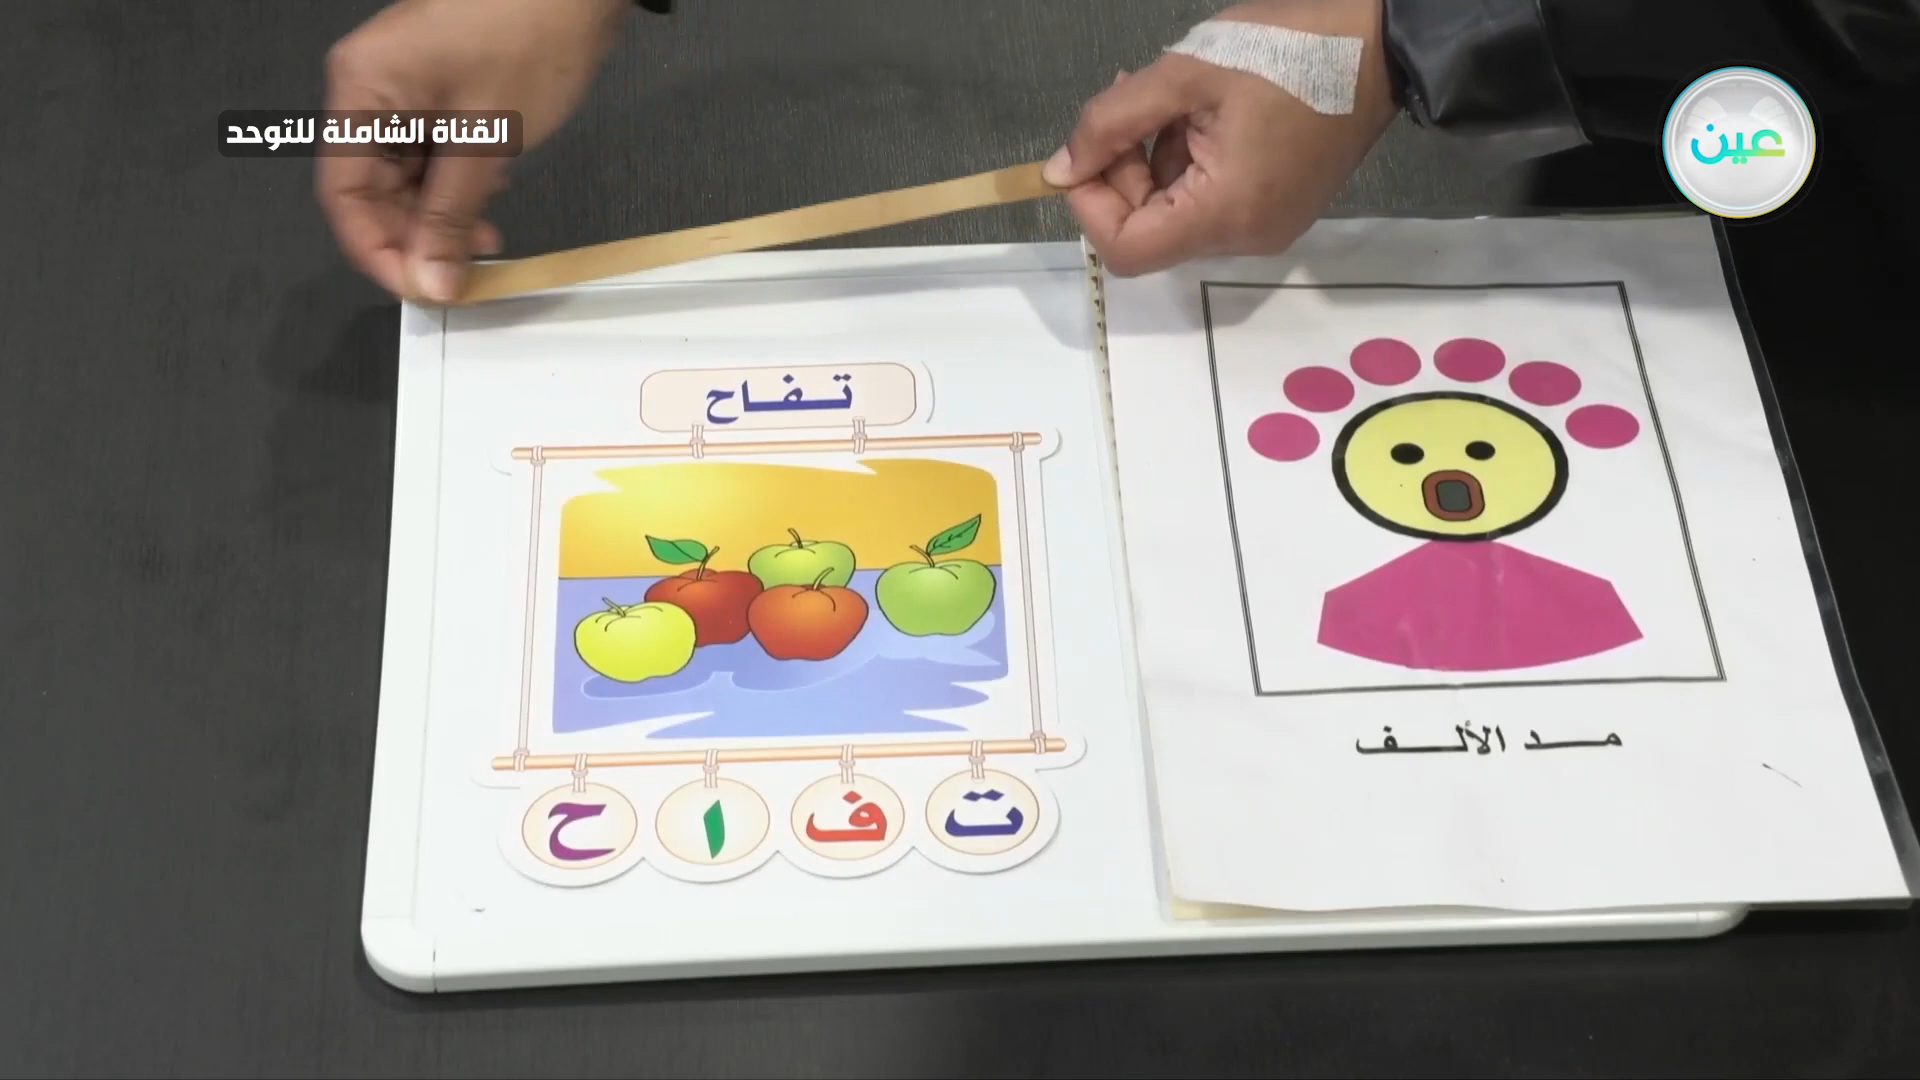 القناة الشاملة للتوحد
عين
تفاح
ت ف ا ح
مد الألف